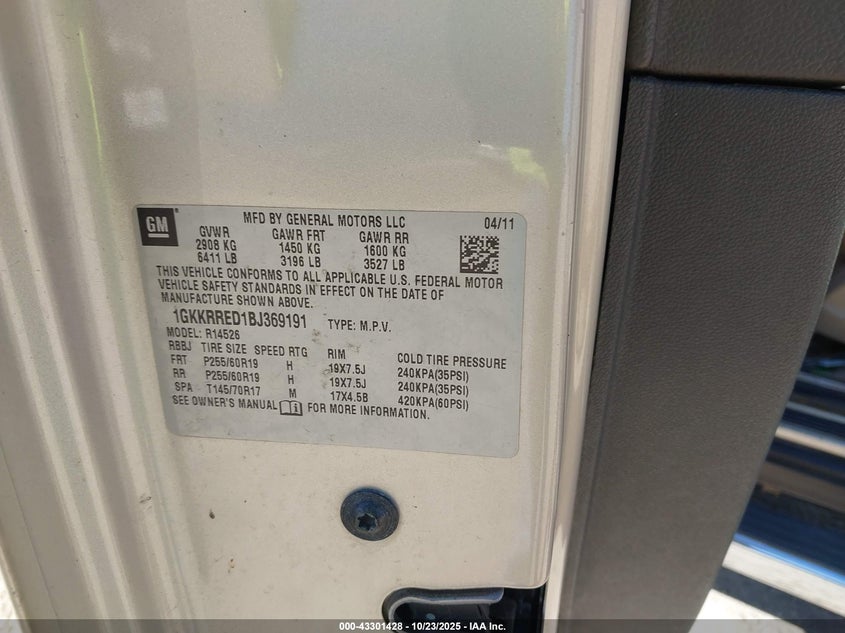 GM
MFD BY GENERAL MOTORS LLC 04/11
GVWR GAWR FRT GAWR RR
2908 KG 1450 KG 1600 KG
6411 LB 3196 LB 3527 LB
THIS VEHICLE CONFORMS TO ALL APPLICABLE U.S. FEDERAL MOTOR
VEHICLE SAFETY STANDARDS IN EFFECT ON THE DATE OF
MANUFACTURE SHOWN ABOVE.
1GKKRRED1BJ369191 TYPE: M.P.V.
MODEL: R14526
RBBJ TIRE SIZE SPEED RTG RIM COLD TIRE PRESSURE
FRT P255/60R19 H 19X7.5J 240KPA(35PSI)
RR P255/60R19 H 19X7.5J 240KPA(35PSI)
SPA T145/70R17 M 17X4.5B 420KPA(60PSI)
SEE OWNER'S MANUAL FOR MORE INFORMATION.
000-43301428 - 10/23/2025 - IAA Inc.